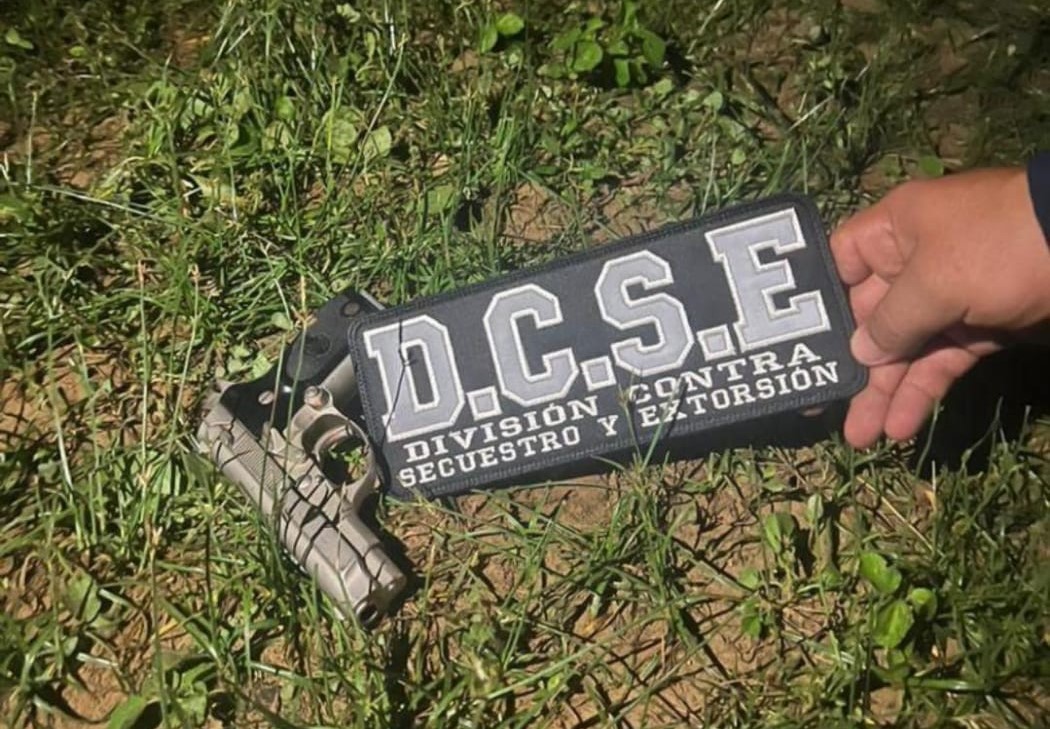 D.C.S.E
DIVISIÓN CONTRA
SECUESTRO Y EXTORSIÓN